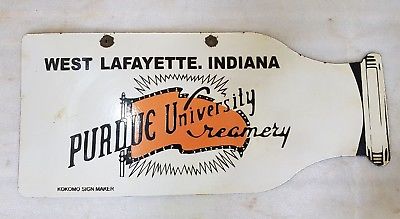 WEST LAFAYETTE. INDIANA
PURDUE University
Creamery
KOKOMO SIGN MAKER